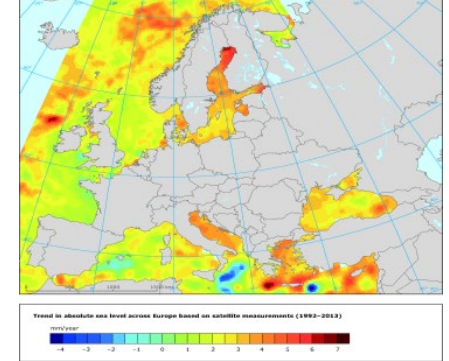 Trend in absolute sea level across Europe based on satellite measurements (1992–2013)
mm/year
-4 -3 -2 -1 0 1 2 3 4 5 6 7